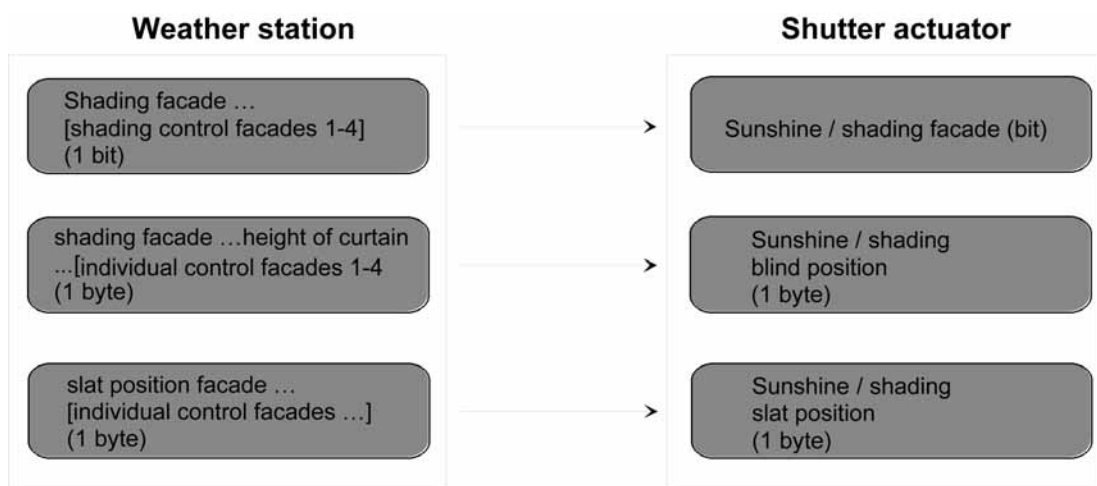 Weather station
Shutter actuator
Shading facade …
[shading control facades 1-4]
(1 bit)
Sunshine / shading facade (bit)
shading facade …height of curtain
…[individual control facades 1-4
(1 byte)
Sunshine / shading
blind position
(1 byte)
slat position facade …
[individual control facades …]
(1 byte)
Sunshine / shading
slat position
(1 byte)